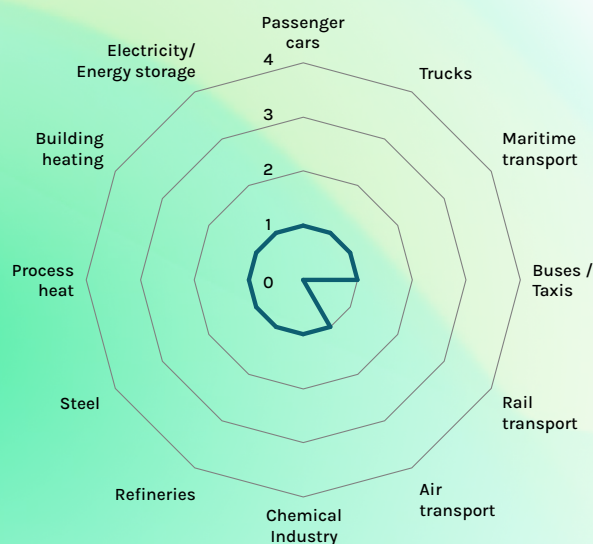 Passenger
cars
Electricity/
Energy storage
4
Trucks
3
Building
heating
Maritime
transport
2
1
Process
heat
0
Buses /
Taxis
Steel
Rail
transport
Refineries
Air
transport
Chemical
Industry